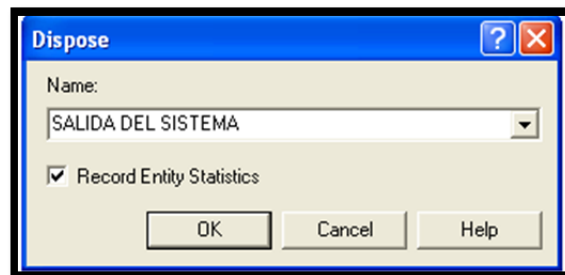 Dispose
Name:
SALIDA DEL SISTEMA
Record Entity Statistics
OK Cancel Help